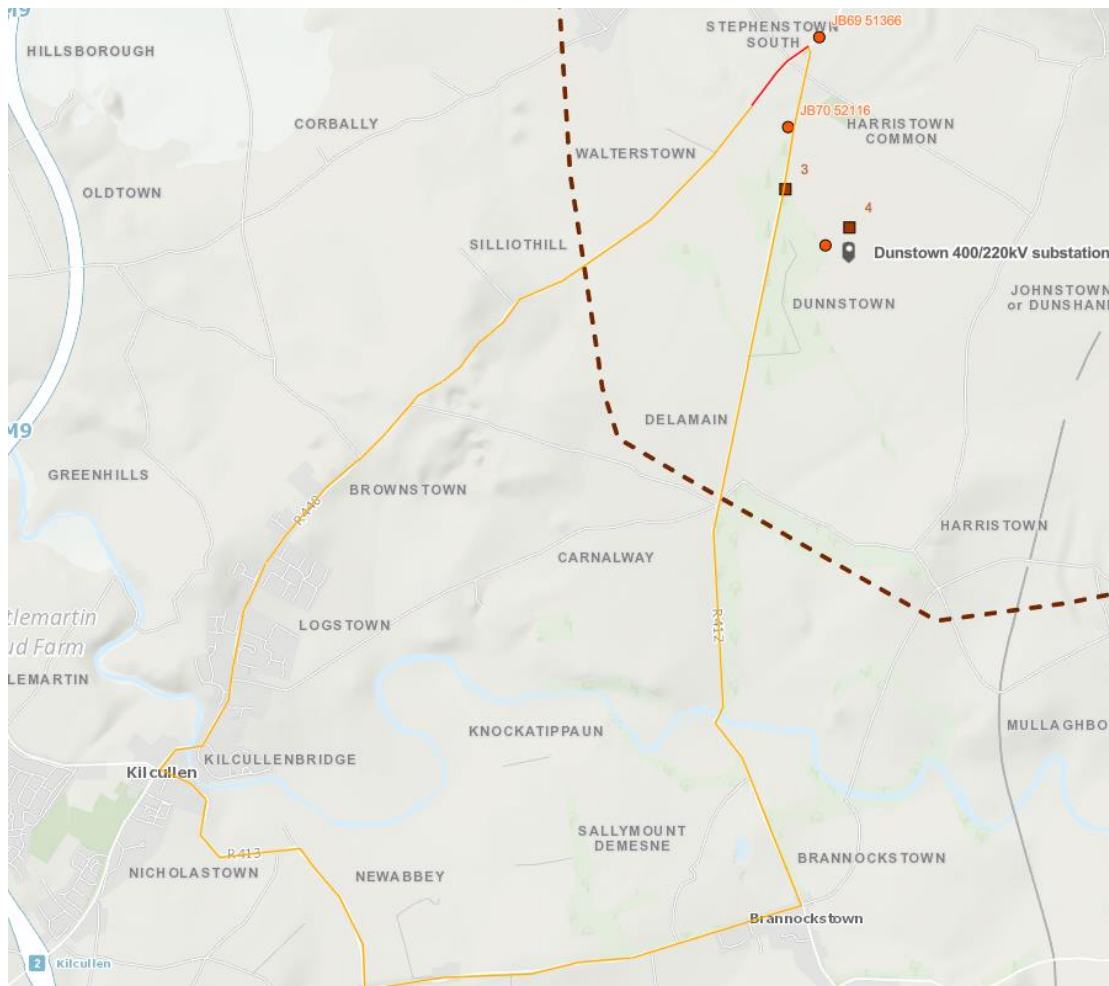 M9
HILLSBOROUGH
STEPHENSTOWN
SOUTH
JB69 51366
CORBALLY
JB70 52116
HARRISTOWN
COMMON
WALTERSTOWN
3
OLDTOWN
4
SILLIOTHILL
Dunstown 400/220kV substation
DUNNSTOWN
JOHNSTOWN
or DUNSHANE
M9
DELAMAIN
GREENHILLS
BROWNSTOWN
R448
HARRISTOWN
CARNALWAY
tlemartin
ud Farm
LOGSTOWN
R412
LEMARTIN
KNOCKATIPPAUN
MULLAGHBO
KILCULLENBRIDGE
Kilcullen
SALLYMOUNT
DEMESNE
R413
BRANNOCKSTOWN
NICHOLASTOWN
NEWABBEY
Brannockstown
2
Kilcullen